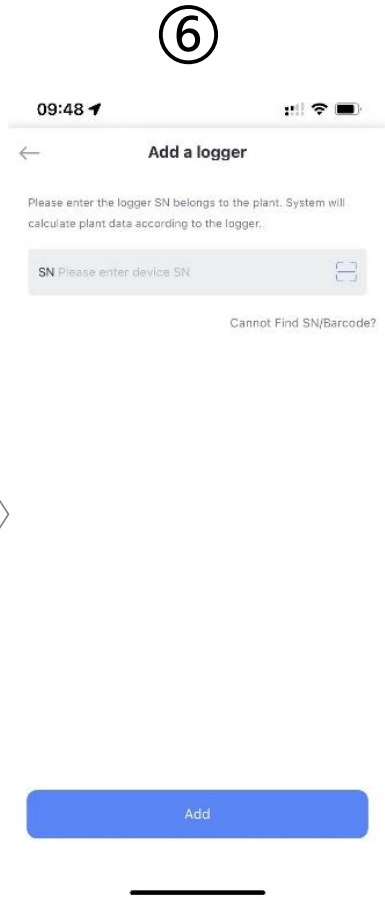 ⑥
09:48
Add a logger
Please enter the logger SN belongs to the plant. System will
calculate plant data according to the logger.
SN Please enter device SN
Cannot Find SN/Barcode?
Add